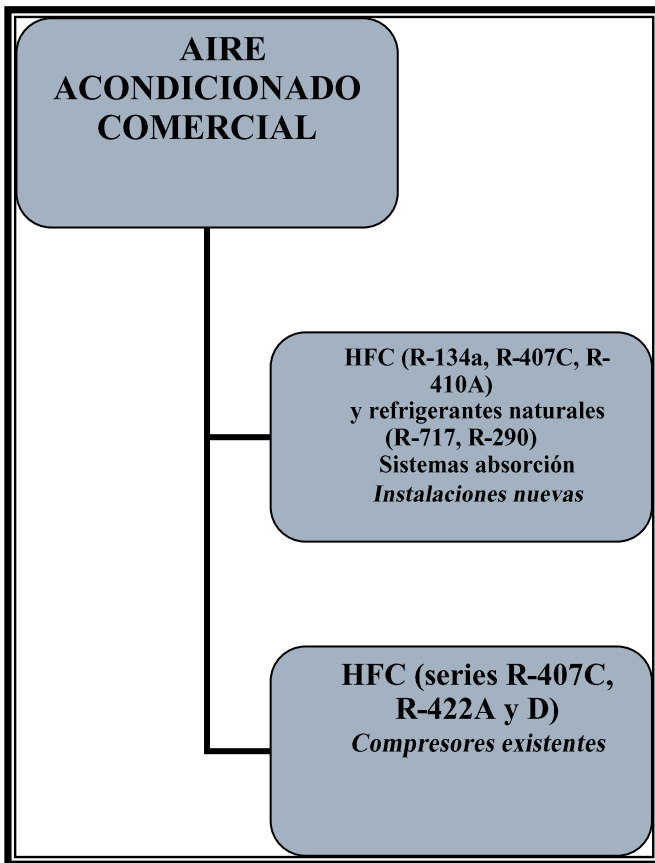 AIRE
ACONDICIONADO
COMERCIAL
HFC (R-134a, R-407C, R-
410A)
y refrigerantes naturales
(R-717, R-290)
Sistemas absorción
Instalaciones nuevas
HFC (series R-407C,
R-422A y D)
Compresores existentes